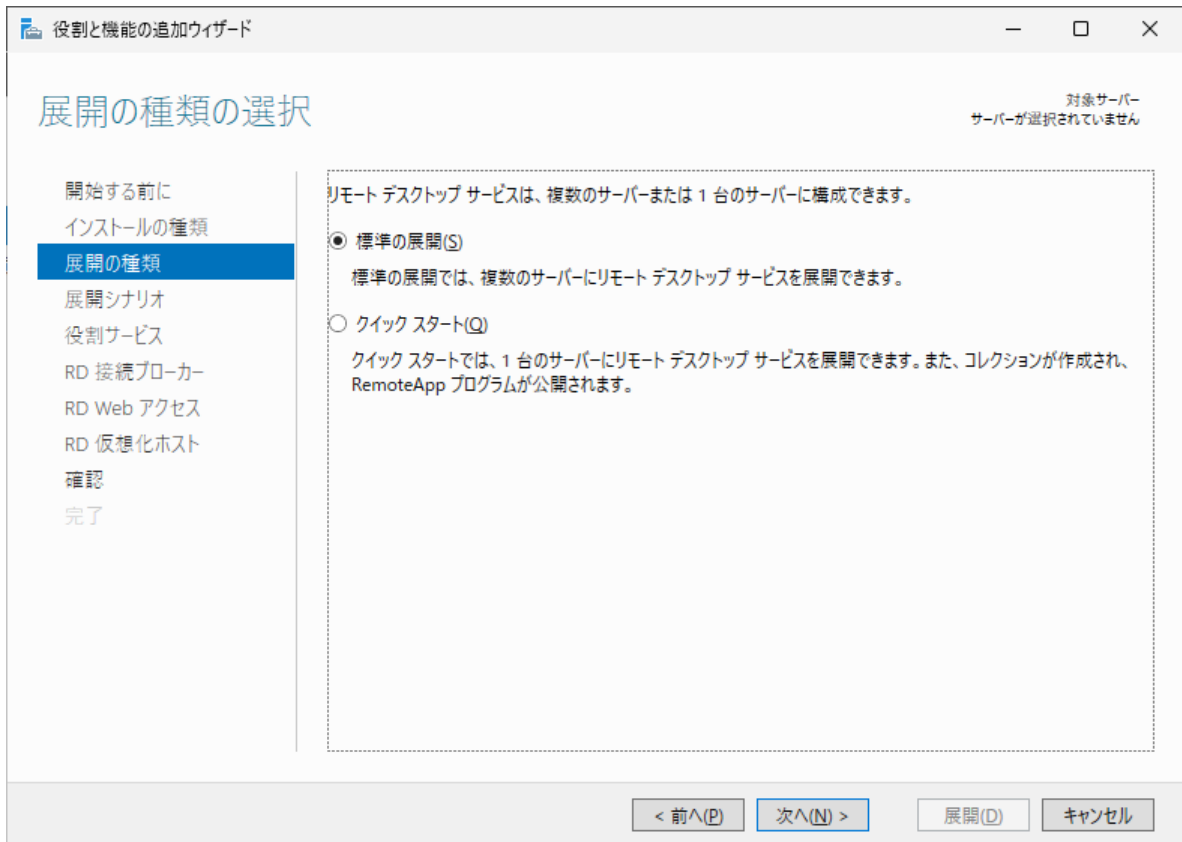 役割と機能の追加ウィザード
展開の種類の選択
対象サーバー
サーバーが選択されていません
開始する前に
インストールの種類
展開の種類
展開シナリオ
役割サービス
RD 接続ブローカー
RD Web アクセス
RD 仮想化ホスト
確認
完了
リモート デスクトップ サービスは、複数のサーバーまたは 1 台のサーバーに構成できます。
標準の展開(S)
標準の展開では、複数のサーバーにリモート デスクトップ サービスを展開できます。
クイック スタート(Q)
クイック スタートでは、1 台のサーバーにリモート デスクトップ サービスを展開できます。また、コレクションが作成され、
RemoteApp プログラムが公開されます。
< 前へ(P)
次へ(N) >
展開(D)
キャンセル